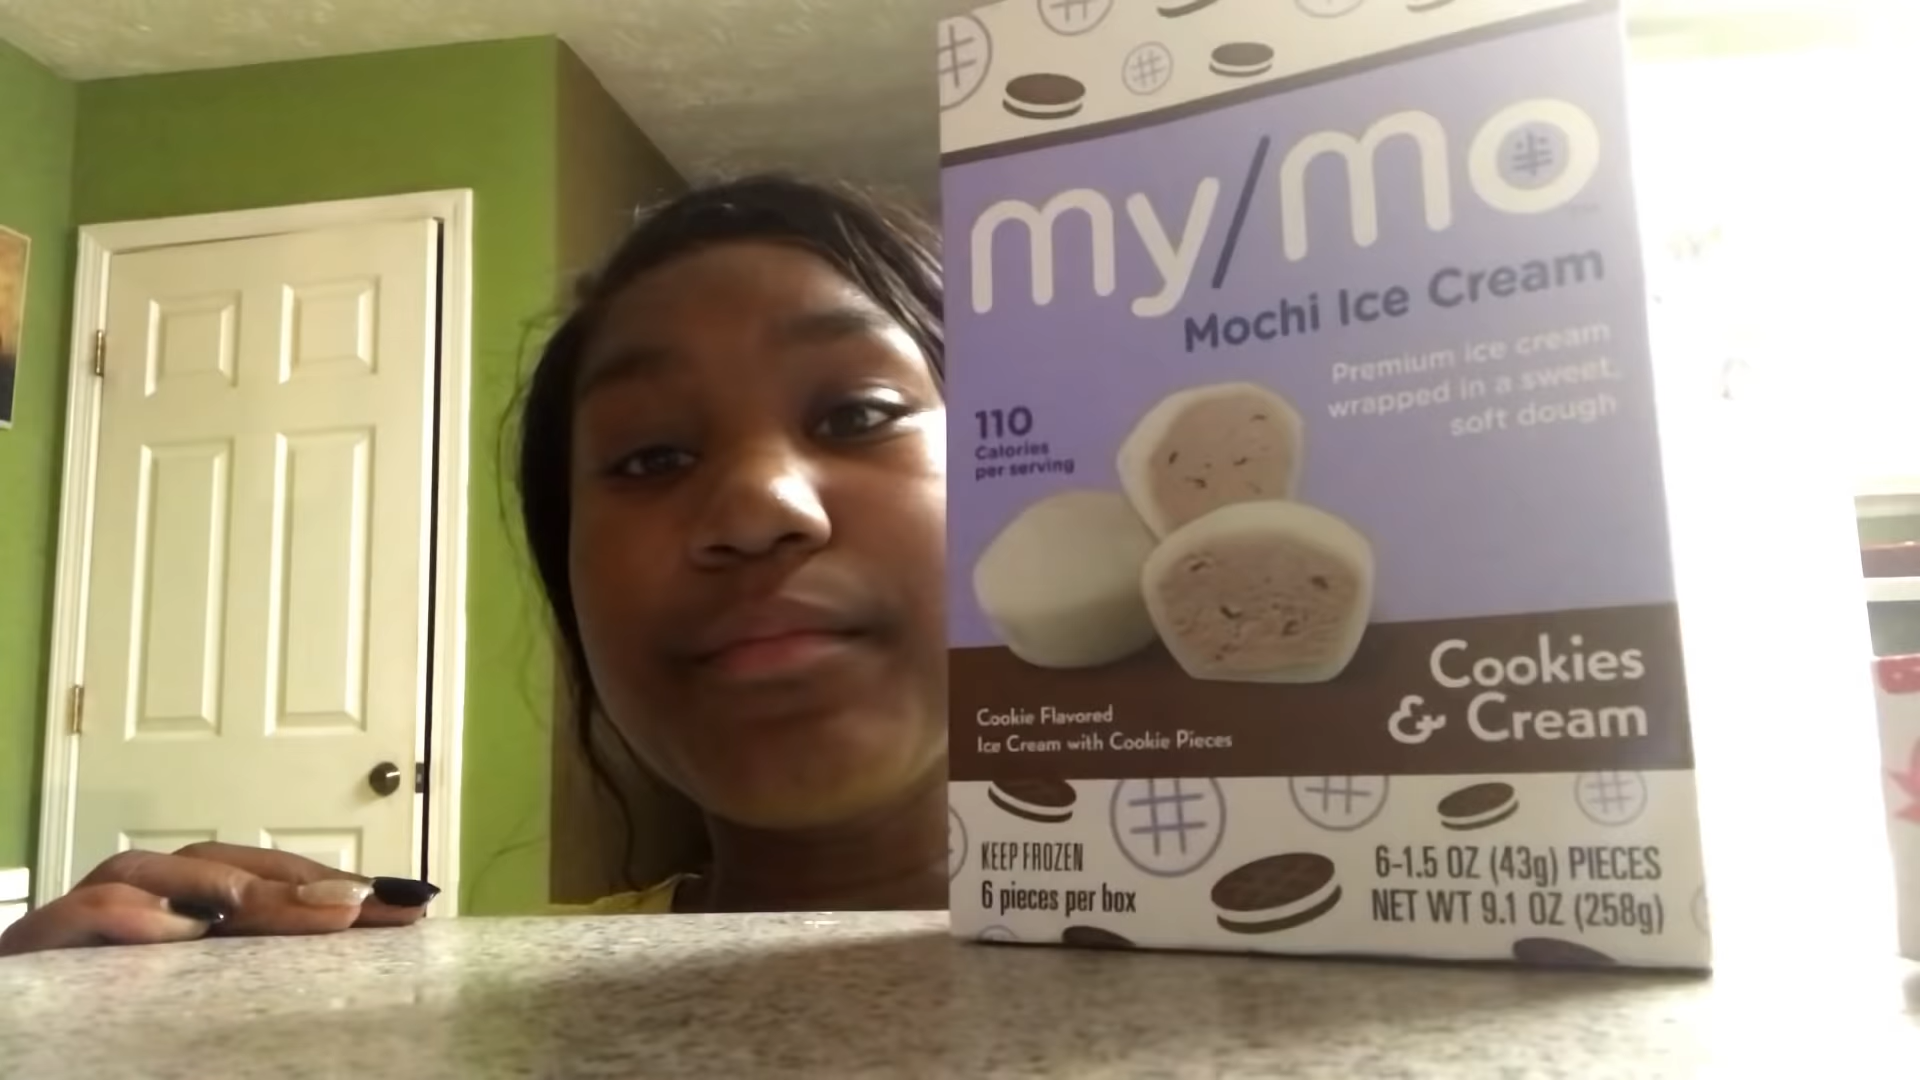 my/mo
Mochi Ice Cream
Premium ice cream
wrapped in a sweet,
soft dough
110
Calories
per serving
Cookies
& Cream
Cookie Flavored
Ice Cream with Cookie Pieces
KEEP FROZEN
6 pieces per box
6-1.5 OZ (43g) PIECES
NET WT 9.1 OZ (258g)